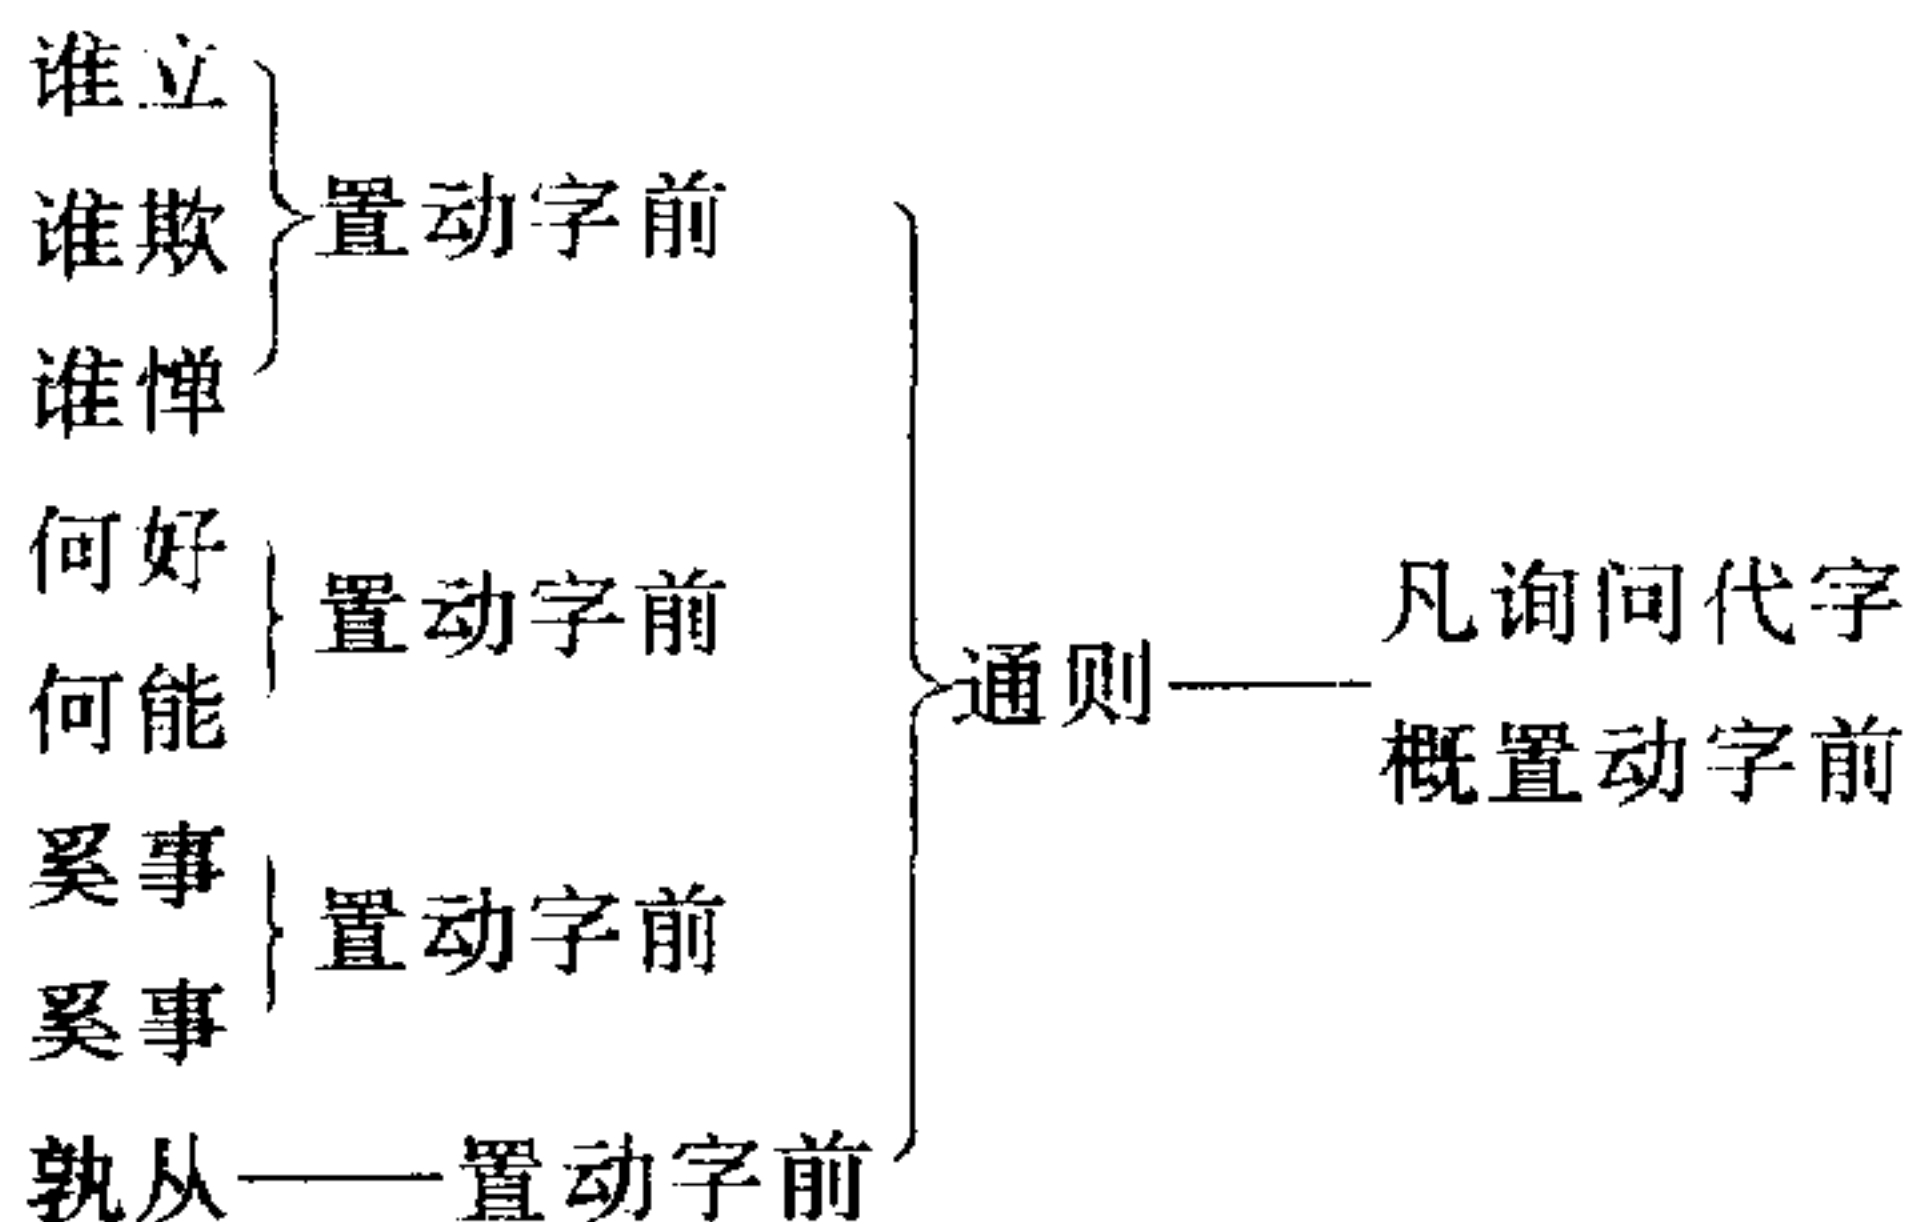 谁立
谁欺
谁惮
置动字前
何好
何能
置动字前
奚事
奚事
置动字前
孰从——置动字前
通则——
凡询问代字
概置动字前